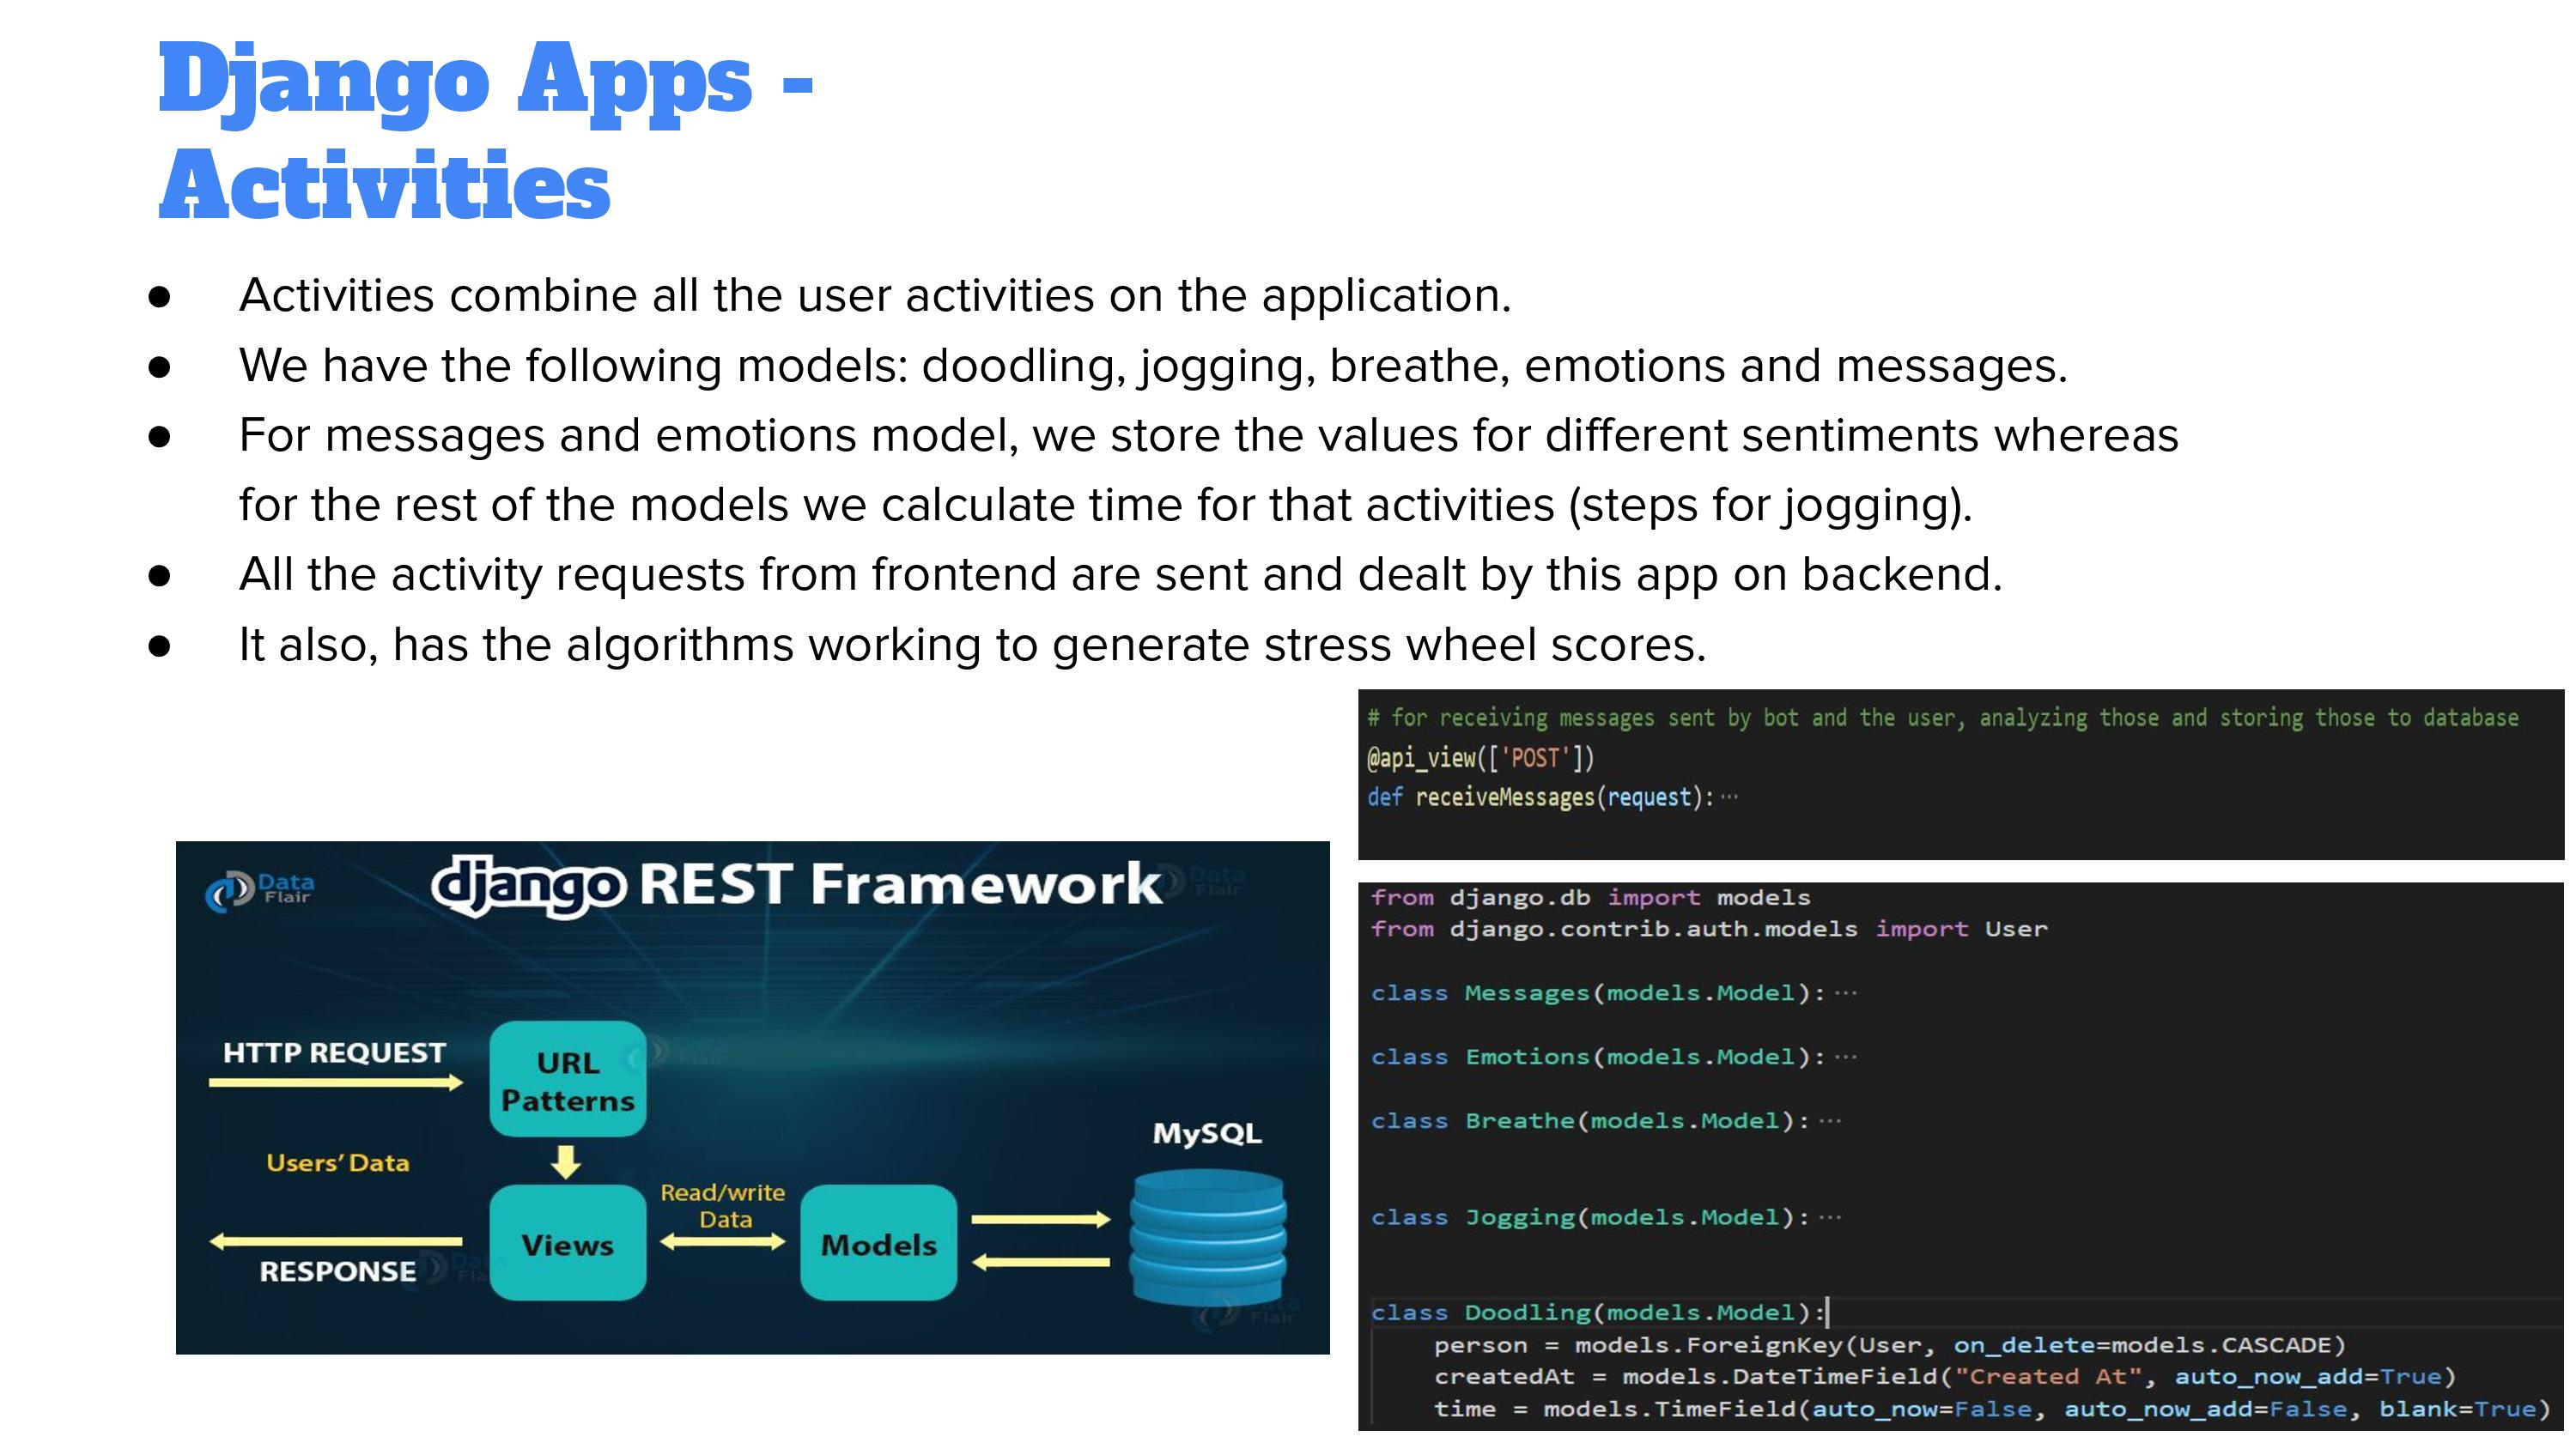 Django Apps -
Activities
● Activities combine all the user activities on the application.
● We have the following models: doodling, jogging, breathe, emotions and messages.
● For messages and emotions model, we store the values for different sentiments whereas
for the rest of the models we calculate time for that activities (steps for jogging).
● All the activity requests from frontend are sent and dealt by this app on backend.
● It also, has the algorithms working to generate stress wheel scores.
# for receiving messages sent by bot and the user, analyzing those and storing those to database
@api_view(['POST'])
def receiveMessages(request):···
Data
Flair
django REST Framework
Data
Flair
HTTP REQUEST
URL
Patterns
Data
Flair
Users' Data
Views
Read/write
Data
Models
MySQL
RESPONSE
Data
Fla
Data
Flair
from django.db import models
from django.contrib.auth.models import User
class Messages(models.Model):···
class Emotions(models.Model):···
class Breathe(models.Model):···
class Jogging(models.Model):···
class Doodling(models.Model):
    person = models.ForeignKey(User, on_delete=models.CASCADE)
    createdAt = models.DateTimeField("Created At", auto_now_add=True)
    time = models.TimeField(auto_now=False, auto_now_add=False, blank=True)